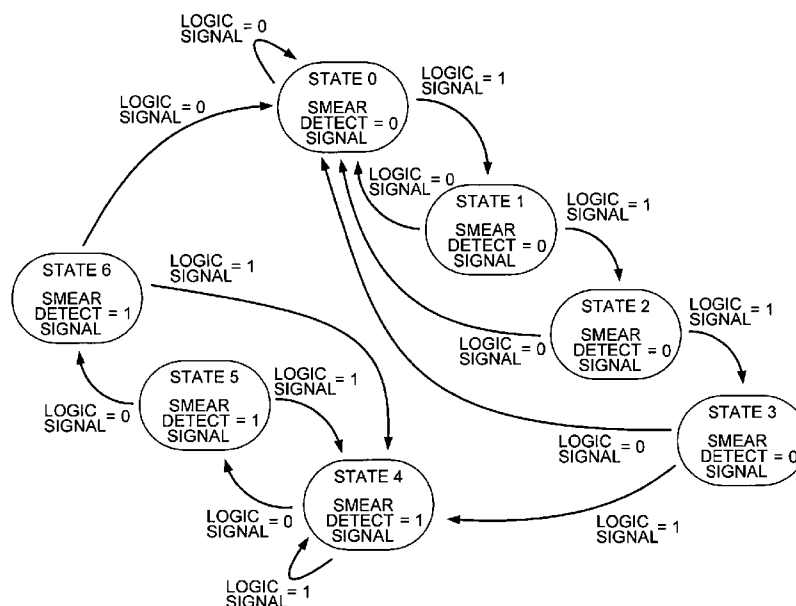 LOGIC
SIGNAL = 0
STATE 0
SMEAR
DETECT = 0
SIGNAL
LOGIC
SIGNAL = 1
LOGIC
SIGNAL = 0
LOGIC
SIGNAL = 0
STATE 1
SMEAR
DETECT = 0
SIGNAL
LOGIC
SIGNAL = 1
STATE 6
SMEAR
DETECT = 1
SIGNAL
LOGIC
SIGNAL = 1
STATE 2
SMEAR
DETECT = 0
SIGNAL
LOGIC
SIGNAL = 1
LOGIC
SIGNAL = 0
STATE 5
SMEAR
DETECT = 1
SIGNAL
LOGIC
SIGNAL = 1
LOGIC
SIGNAL = 0
STATE 3
SMEAR
DETECT = 0
SIGNAL
LOGIC
SIGNAL = 0
STATE 4
SMEAR
DETECT = 1
SIGNAL
LOGIC
SIGNAL = 0
LOGIC
SIGNAL = 1
LOGIC
SIGNAL = 1